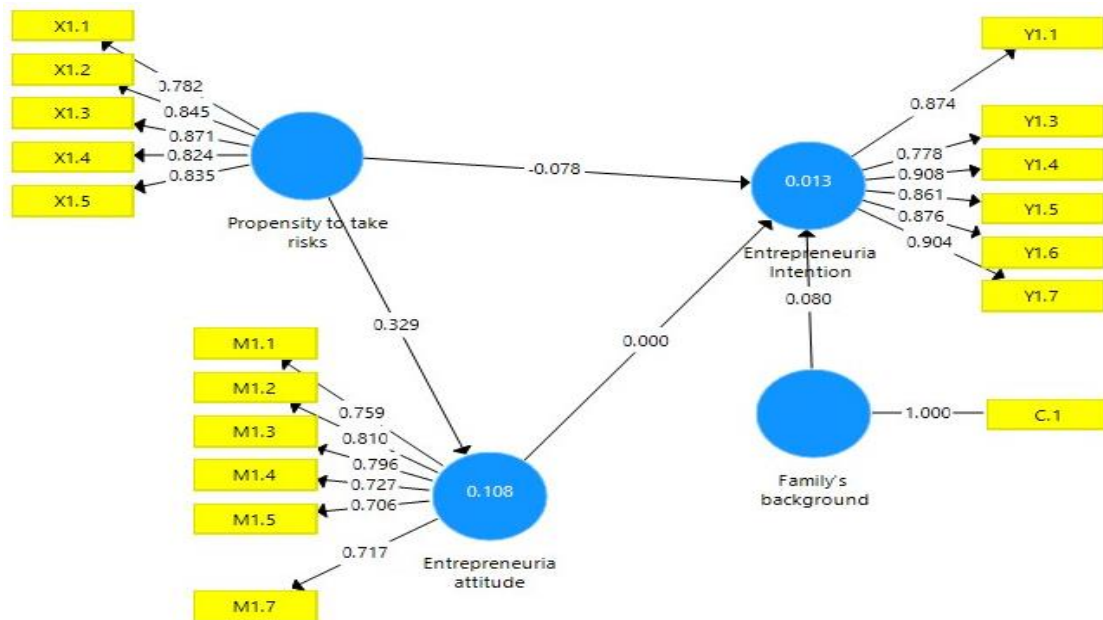 X1.1
X1.2
X1.3
X1.4
X1.5
0.782
0.845
0.871
0.824
0.835
Propensity to take
risks
-0.078
0.329
0.013
Entrepreneuria
Intention
0.874
0.778
0.908
0.861
0.876
0.904
Y1.1
Y1.3
Y1.4
Y1.5
Y1.6
Y1.7
0.000
0.080
M1.1
M1.2
M1.3
M1.4
M1.5
M1.7
0.759
0.810
0.796
0.727
0.706
0.717
0.108
Entrepreneuria
attitude
1.000
C.1
Family's
background